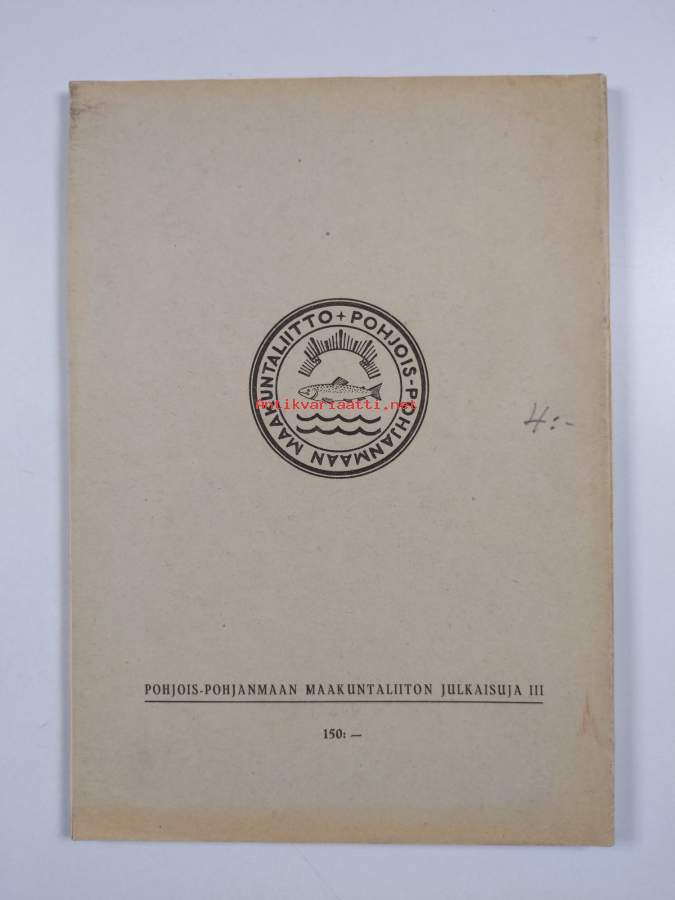 POHJOIS-POHJANMAAN MAAKUNTALIITTO +
Antikvariaatti.net
4:-
POHJOIS-POHJANMAAN MAAKUNTALIITON JULKAISUJA III
150: —